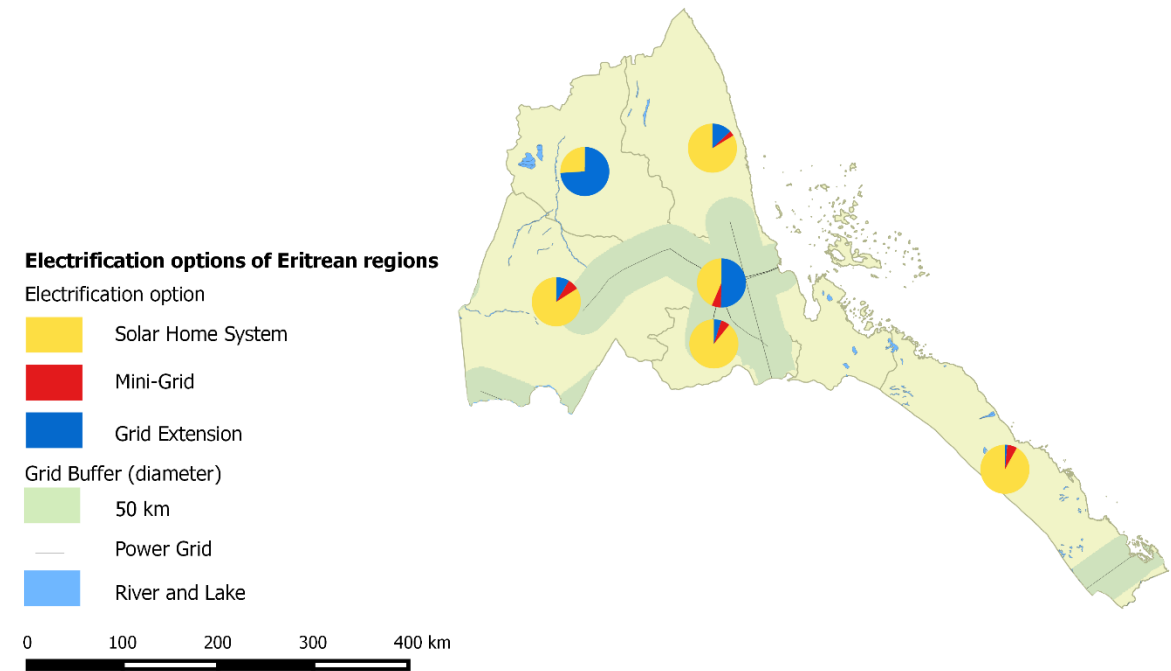 Electrification options of Eritrean regions
Electrification option
Solar Home System
Mini-Grid
Grid Extension
Grid Buffer (diameter)
50 km
Power Grid
River and Lake
0 100 200 300 400 km